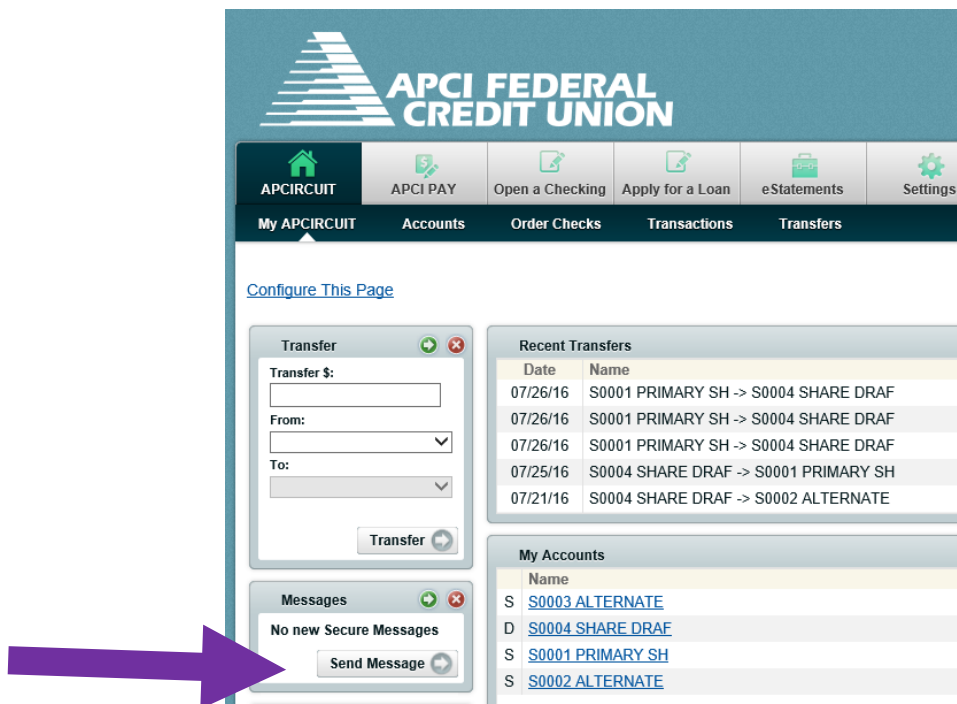 APCI FEDERAL
CREDIT UNION
APCIRCUIT APCI PAY Open a Checking Apply for a Loan eStatements Settings
My APCIRCUIT Accounts Order Checks Transactions Transfers
Configure This Page
Transfer
Transfer $:
From:
To:
Transfer
Recent Transfers
Date Name
07/26/16 S0001 PRIMARY SH -> S0004 SHARE DRAF
07/26/16 S0001 PRIMARY SH -> S0004 SHARE DRAF
07/26/16 S0001 PRIMARY SH -> S0004 SHARE DRAF
07/25/16 S0004 SHARE DRAF -> S0001 PRIMARY SH
07/21/16 S0004 SHARE DRAF -> S0002 ALTERNATE
Messages
No new Secure Messages
Send Message
My Accounts
Name
S S0003 ALTERNATE
D S0004 SHARE DRAF
S S0001 PRIMARY SH
S S0002 ALTERNATE